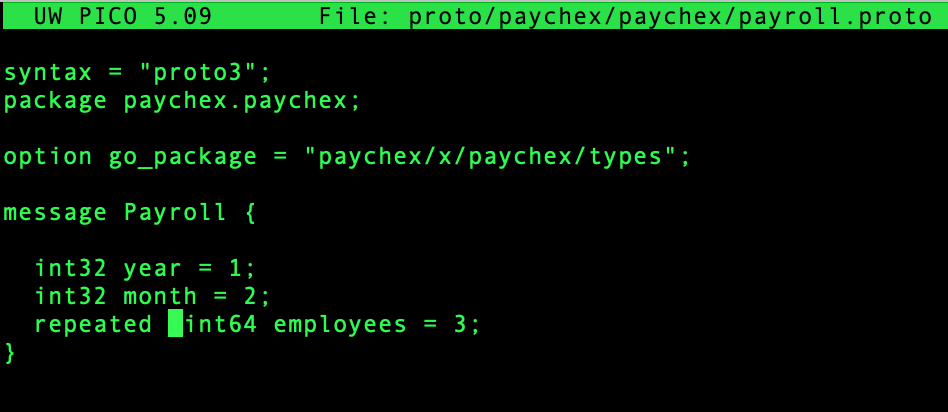 UW PICO 5.09 File: proto/paychex/paychex/payroll.proto
syntax = "proto3";
package paychex.paychex;
option go_package = "paychex/x/paychex/types";
message Payroll {
int32 year = 1;
int32 month = 2;
repeated int64 employees = 3;
}